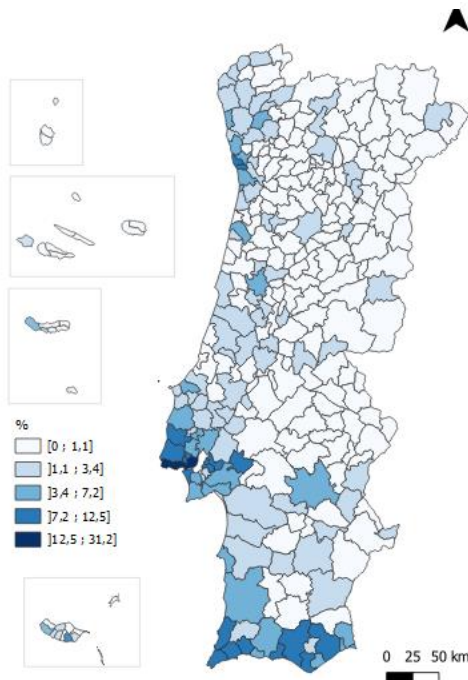 %
[0 ; 1,1]
]1,1 ; 3,4]
]3,4 ; 7,2]
]7,2 ; 12,5]
]12,5 ; 31,2]
0 25 50 km